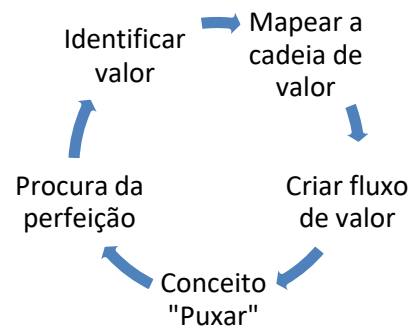 Identificar
valor
Mapear a
cadeia de
valor
Criar fluxo
de valor
Conceito
"Puxar"
Procura da
perfeição